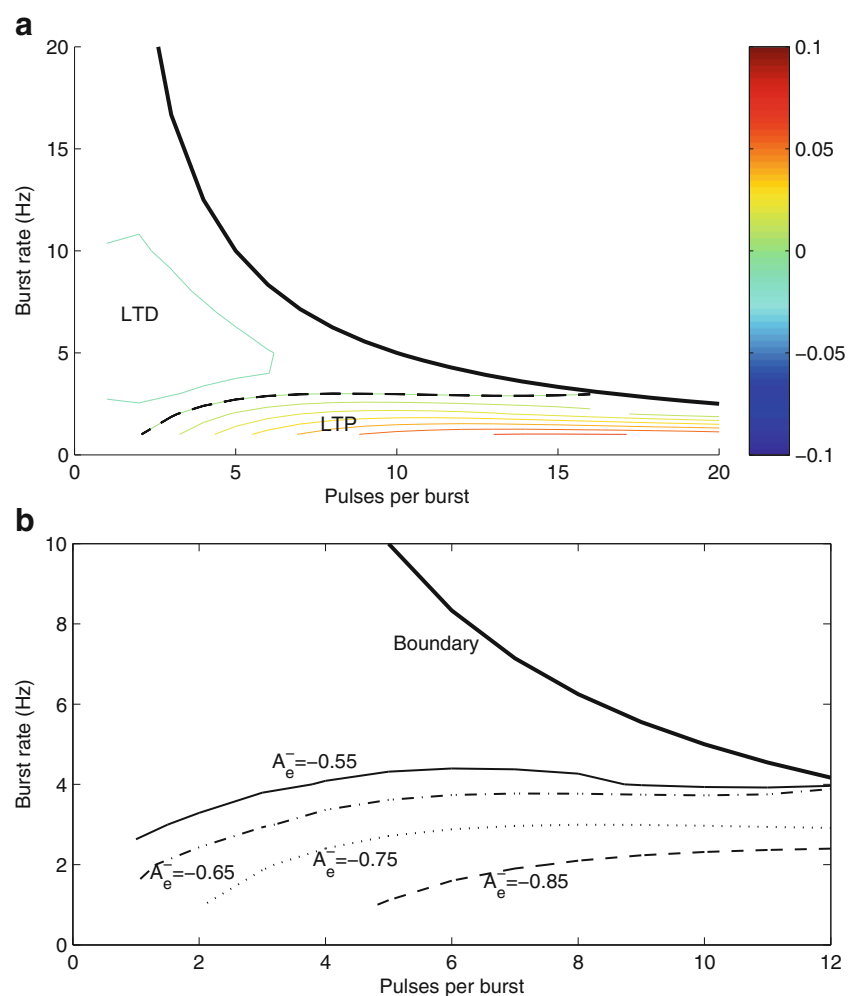 a
20
15
10
5
0
Burst rate (Hz)
LTD
LTP
0 5 10 15 20
Pulses per burst
0.1
0.05
0
−0.05
−0.1
b
10
8
6
4
2
0
Burst rate (Hz)
Boundary
A⁻ₑ=−0.55
A⁻ₑ=−0.65
A⁻ₑ=−0.75
A⁻ₑ=−0.85
0 2 4 6 8 10 12
Pulses per burst